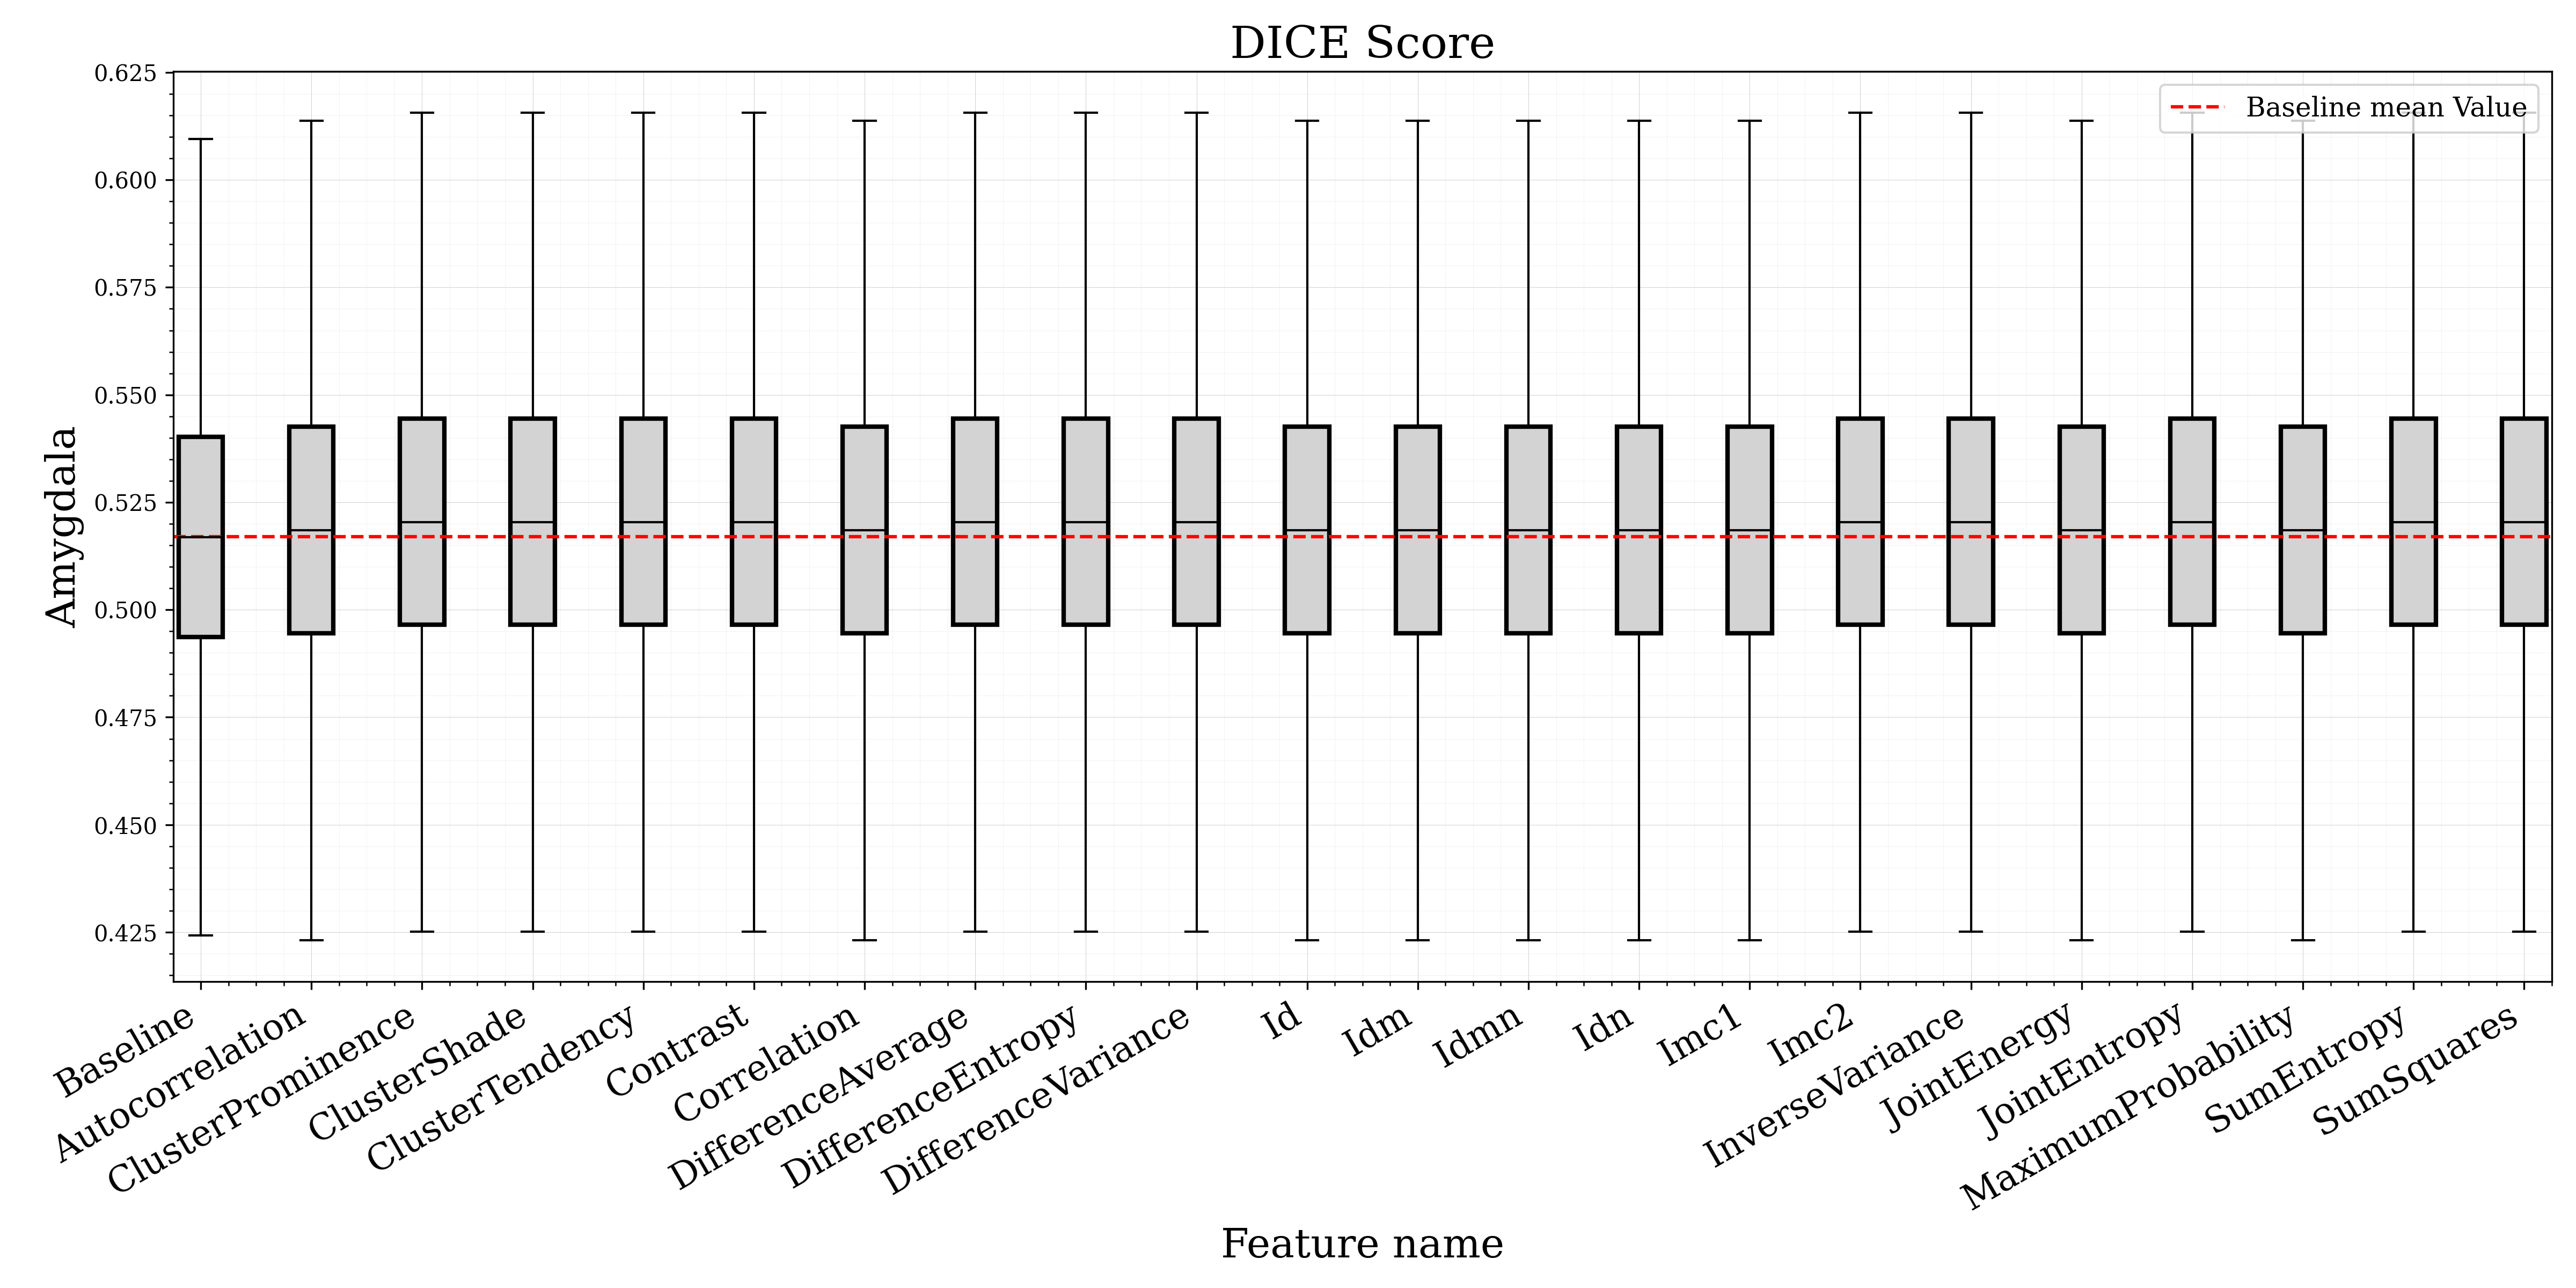 DICE Score
Baseline mean Value
Amygdala
0.625
0.600
0.575
0.550
0.525
0.500
0.475
0.450
0.425
Baseline
Autocorrelation
ClusterProminence
ClusterShade
ClusterTendency
Contrast
Correlation
DifferenceAverage
DifferenceEntropy
DifferenceVariance
Id
Idm
Idmn
Idn
Imc1
Imc2
InverseVariance
JointEnergy
JointEntropy
MaximumProbability
SumEntropy
SumSquares
Feature name